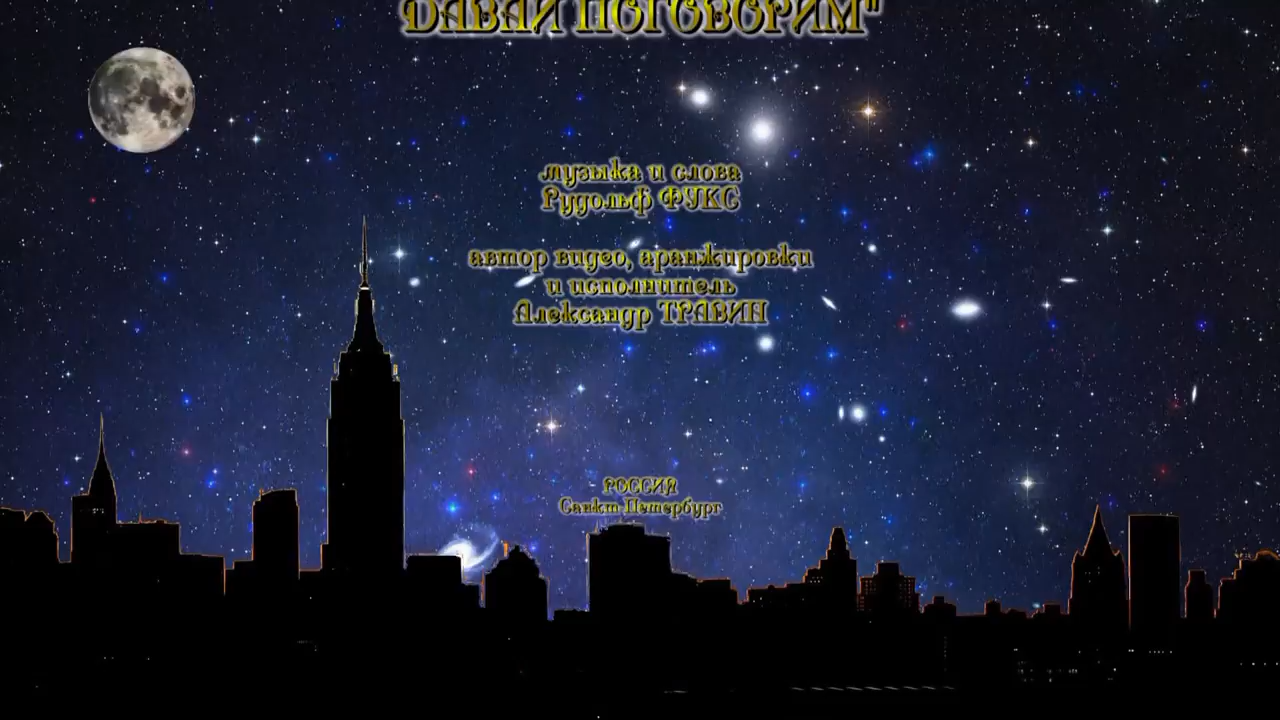 ДАВАЙ ПОГОВОРИМ"
музыка и слова
Рудольф ФУКС
автор видео, аранжировки
и исполнитель
Александр ТРАВИН
РОССИЯ
Санкт Петербург